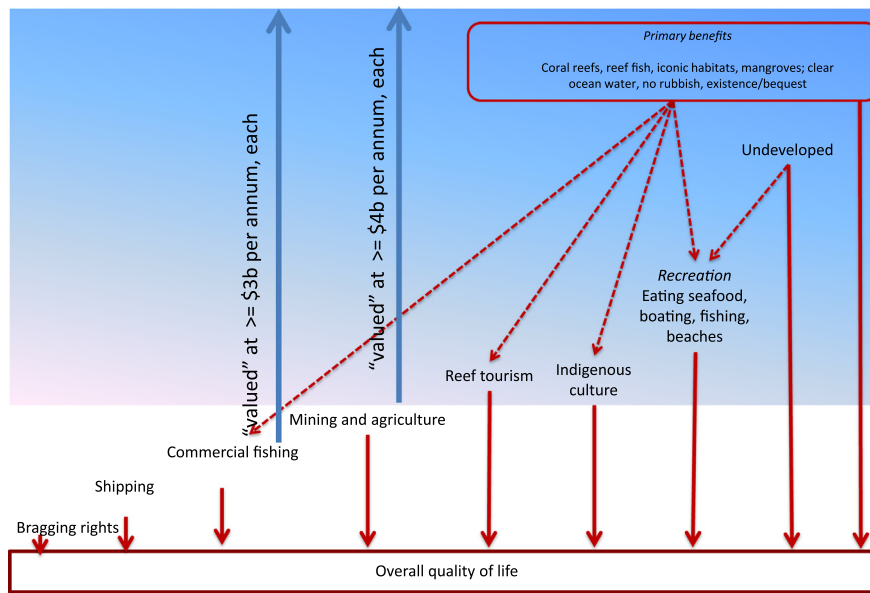 Primary benefits
Coral reefs, reef fish, iconic habitats, mangroves; clear
ocean water, no rubbish, existence/bequest
Undeveloped
“valued” at >= $3b per annum, each
“valued” at >= $4b per annum, each
Recreation
Eating seafood,
boating, fishing,
beaches
Reef tourism
Indigenous
culture
Mining and agriculture
Commercial fishing
Shipping
Bragging rights
Overall quality of life